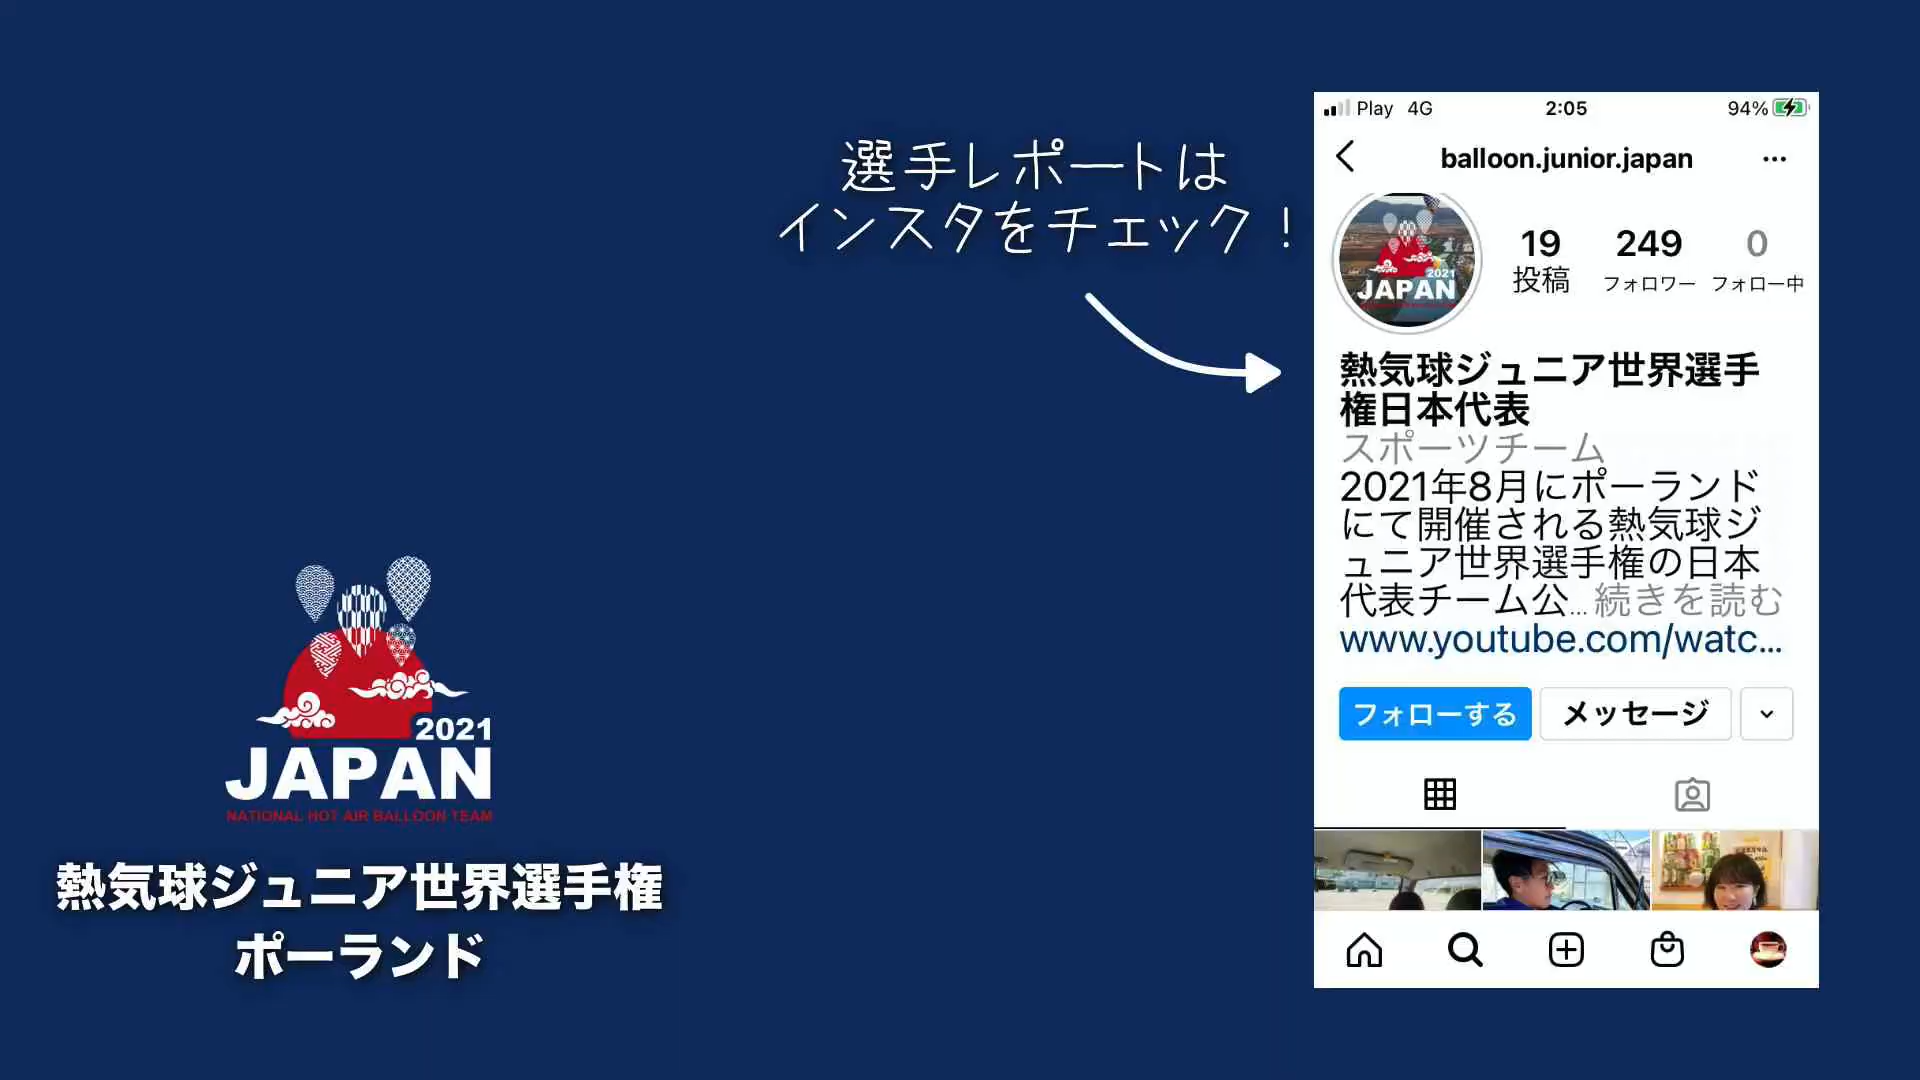 選手レポートは
インスタをチェック！
2021
JAPAN
NATIONAL HOT AIR BALLOON TEAM
熱気球ジュニア世界選手権
ポーランド
Play 4G 2:05 94%
balloon.junior.japan
2021
JAPAN
19 249 0
投稿 フォロワー フォロー中
熱気球ジュニア世界選手
権日本代表
スポーツチーム
2021年8月にポーランド
にて開催される熱気球ジ
ュニア世界選手権の日本
代表チーム公... 続きを読む
www.youtube.com/watc...
フォローする メッセージ